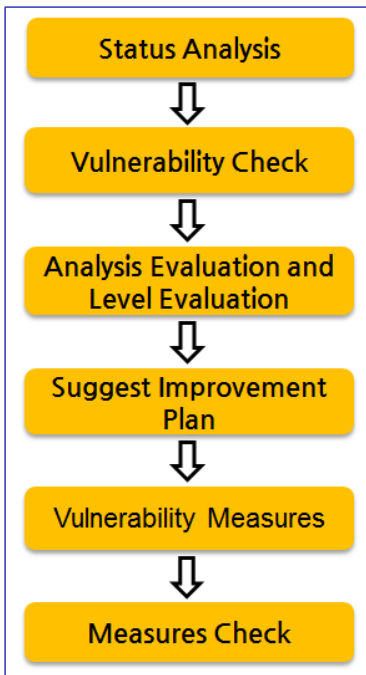 Status Analysis
Vulnerability Check
Analysis Evaluation and
Level Evaluation
Suggest Improvement
Plan
Vulnerability Measures
Measures Check